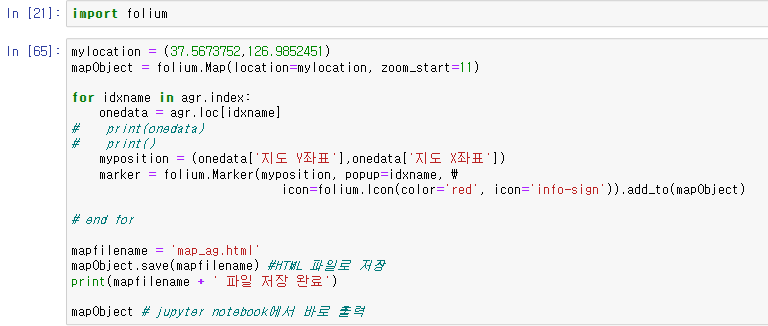 In [21]: import folium
In [65]: mylocation = (37.5673752,126.9852451)
mapObject = folium.Map(location=mylocation, zoom_start=11)
for idxname in agr.index:
    onedata = agr.loc[idxname]
#    print(onedata)
#    print()
    myposition = (onedata['지도 Y좌표'],onedata['지도 X좌표'])
    marker = folium.Marker(myposition, popup=idxname, ₩
                           icon=folium.Icon(color='red', icon='info-sign')).add_to(mapObject)
# end for
mapfilename = 'map_ag.html'
mapObject.save(mapfilename) #HTML 파일로 저장
print(mapfilename + ' 파일 저장 완료')
mapObject # jupyter notebook에서 바로 출력